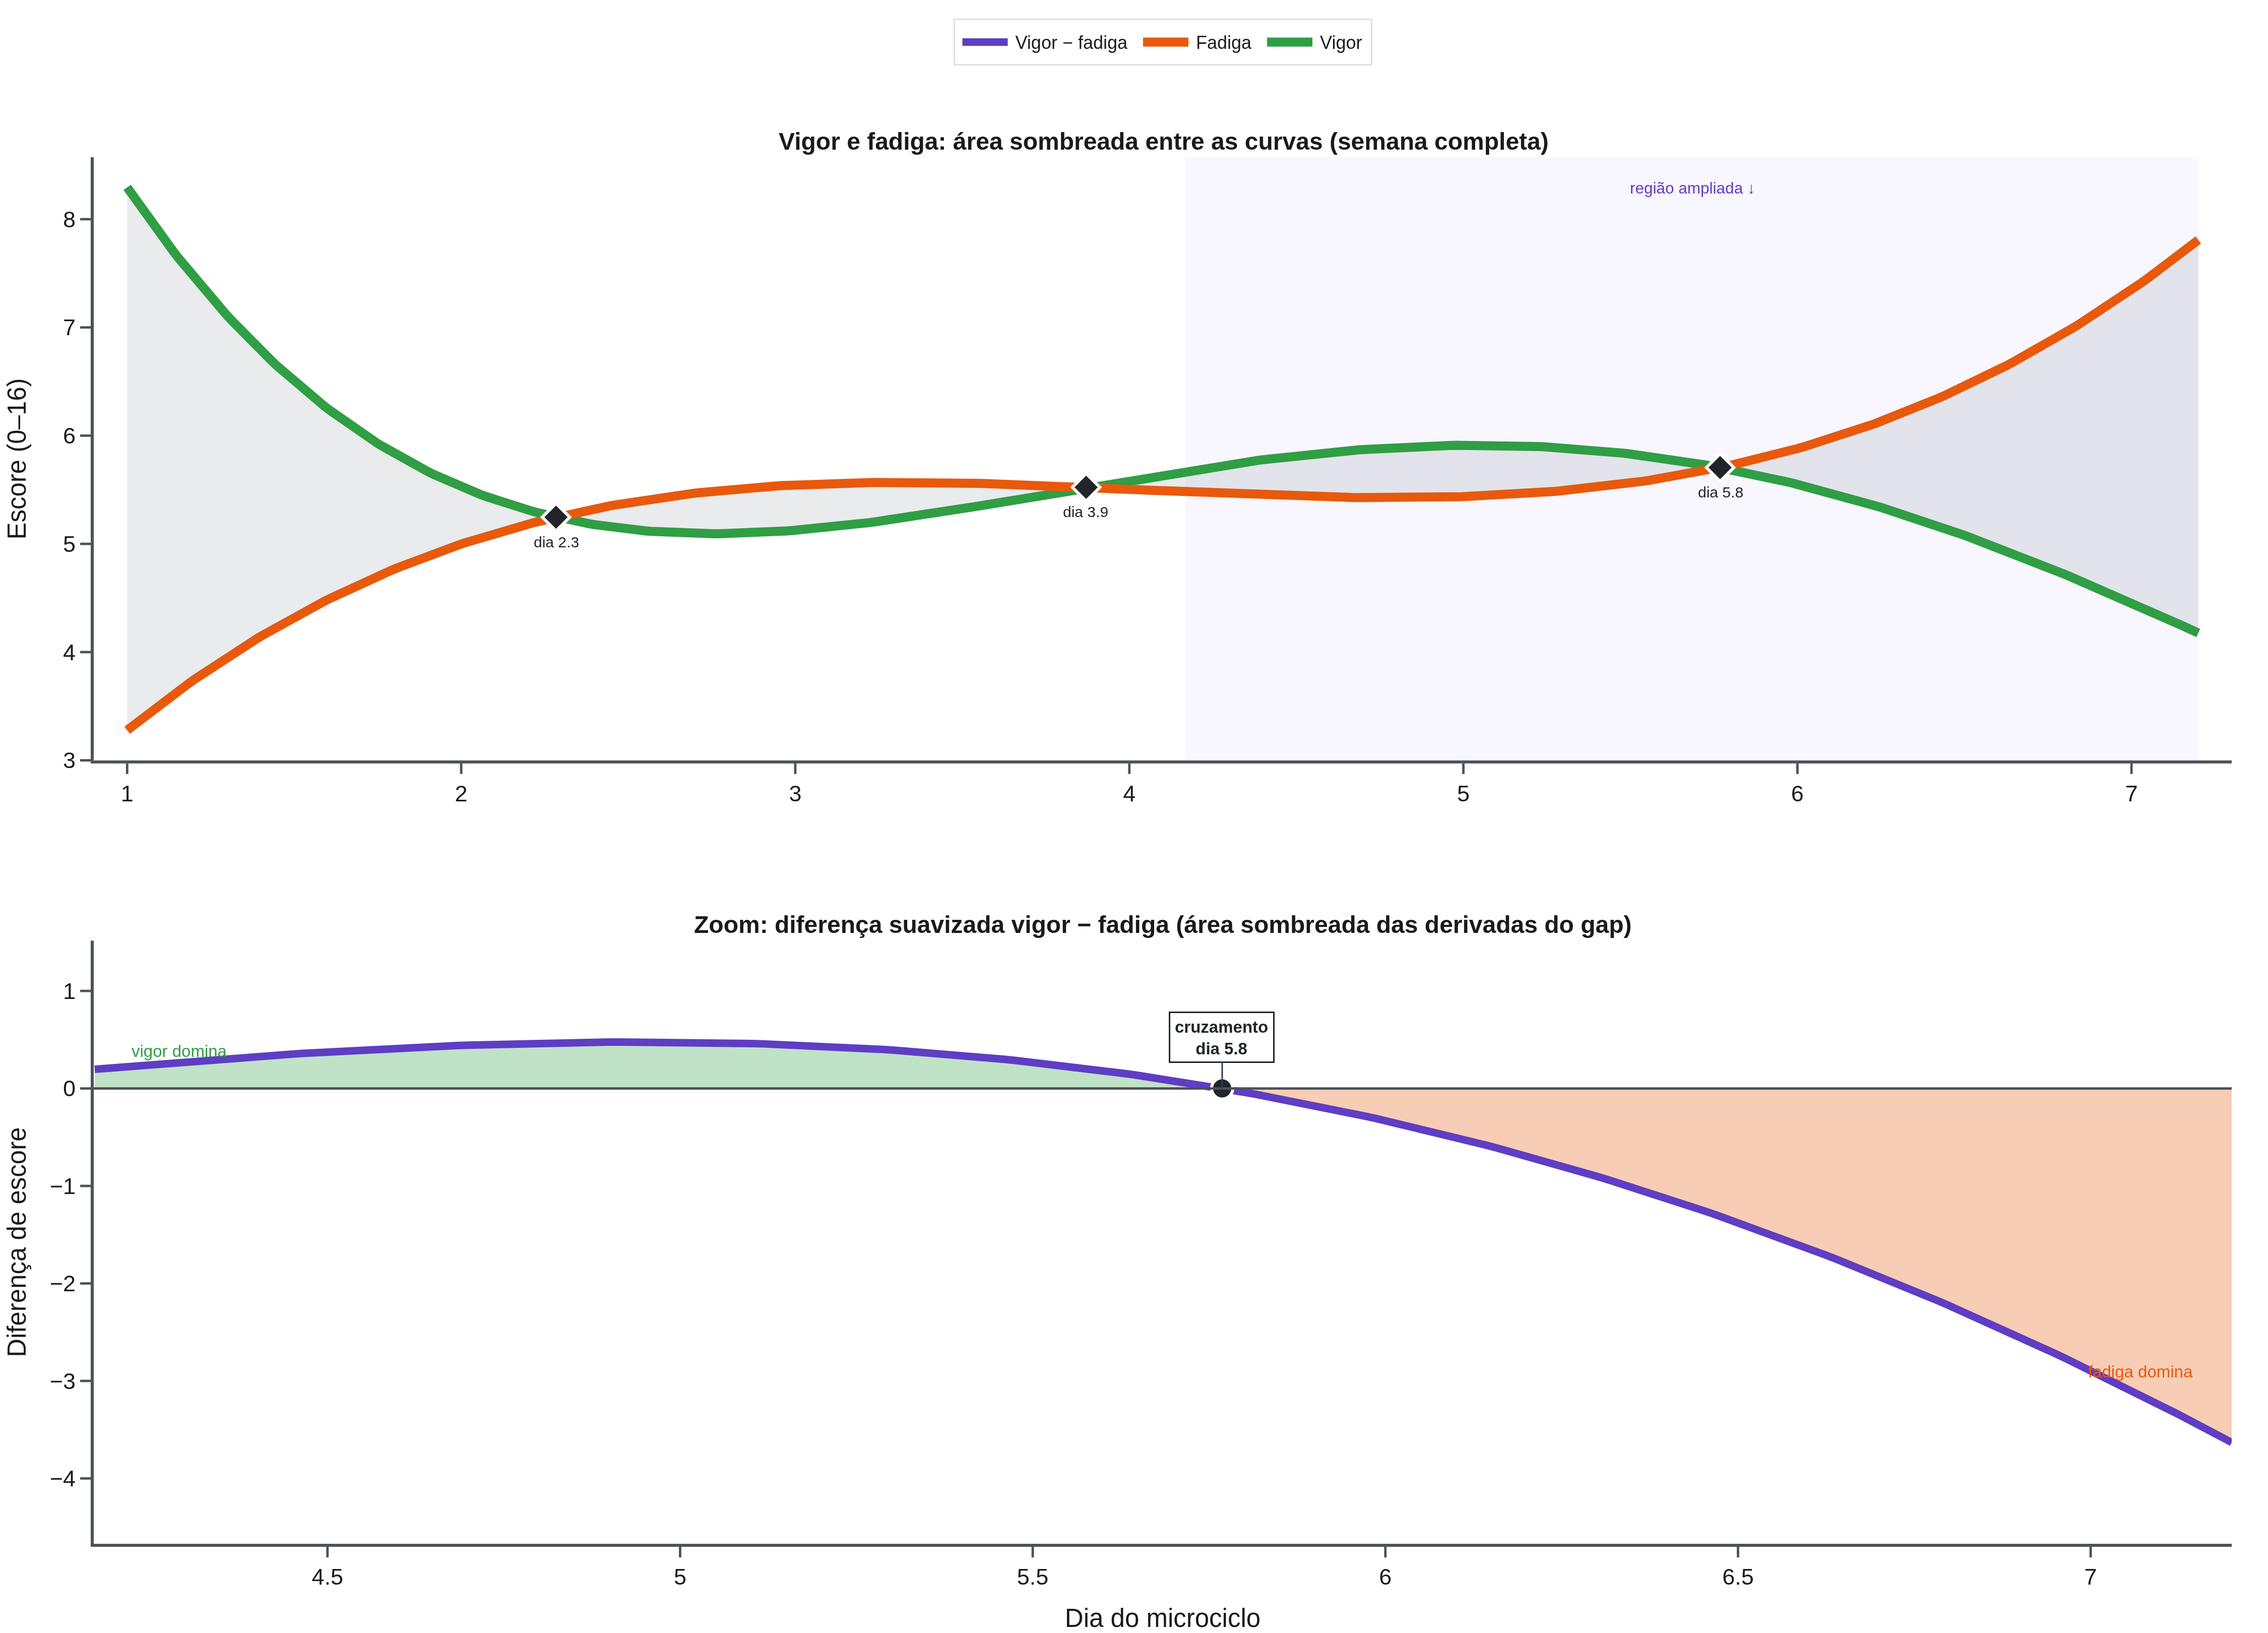 Vigor − fadiga Fadiga Vigor
Vigor e fadiga: área sombreada entre as curvas (semana completa)
região ampliada ↓
Escore (0–16)
8
7
6
5
4
3
dia 2.3
dia 3.9
dia 5.8
1 2 3 4 5 6 7
Zoom: diferença suavizada vigor − fadiga (área sombreada das derivadas do gap)
Diferença de escore
1
0
−1
−2
−3
−4
vigor domina
cruzamento
dia 5.8
fadiga domina
4.5 5 5.5 6 6.5 7
Dia do microciclo